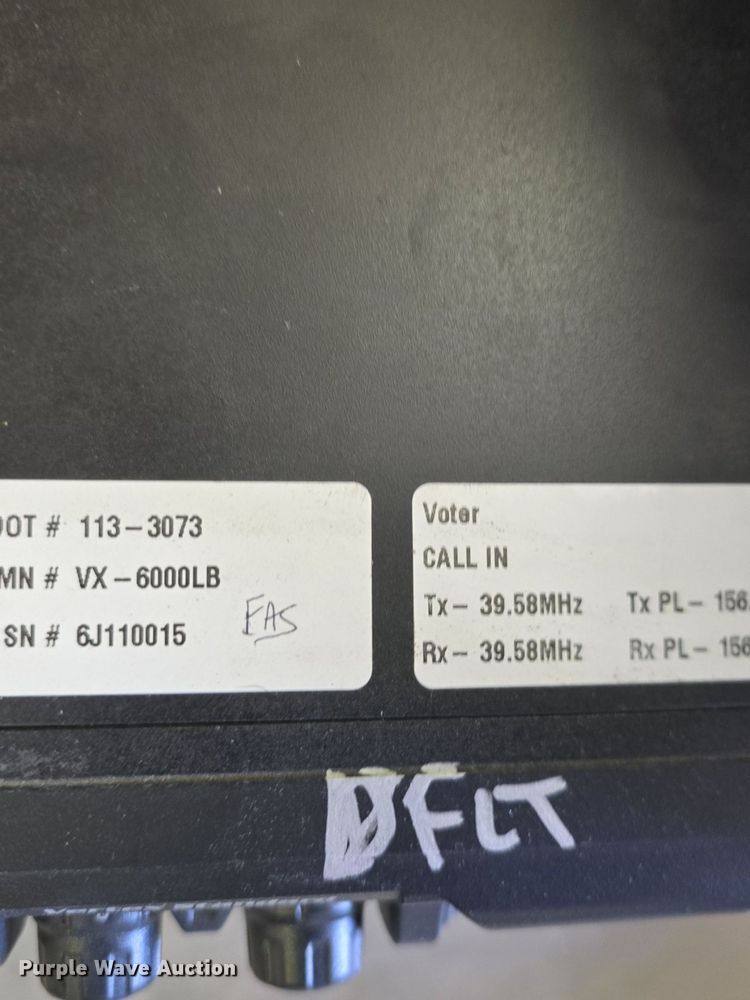 DOT # 113-3073
MN # VX-6000LB
SN # 6J110015
FAS
Voter
CALL IN
Tx- 39.58MHz Tx PL- 156.
Rx- 39.58MHz Rx PL- 156
FLT
Purple Wave Auction